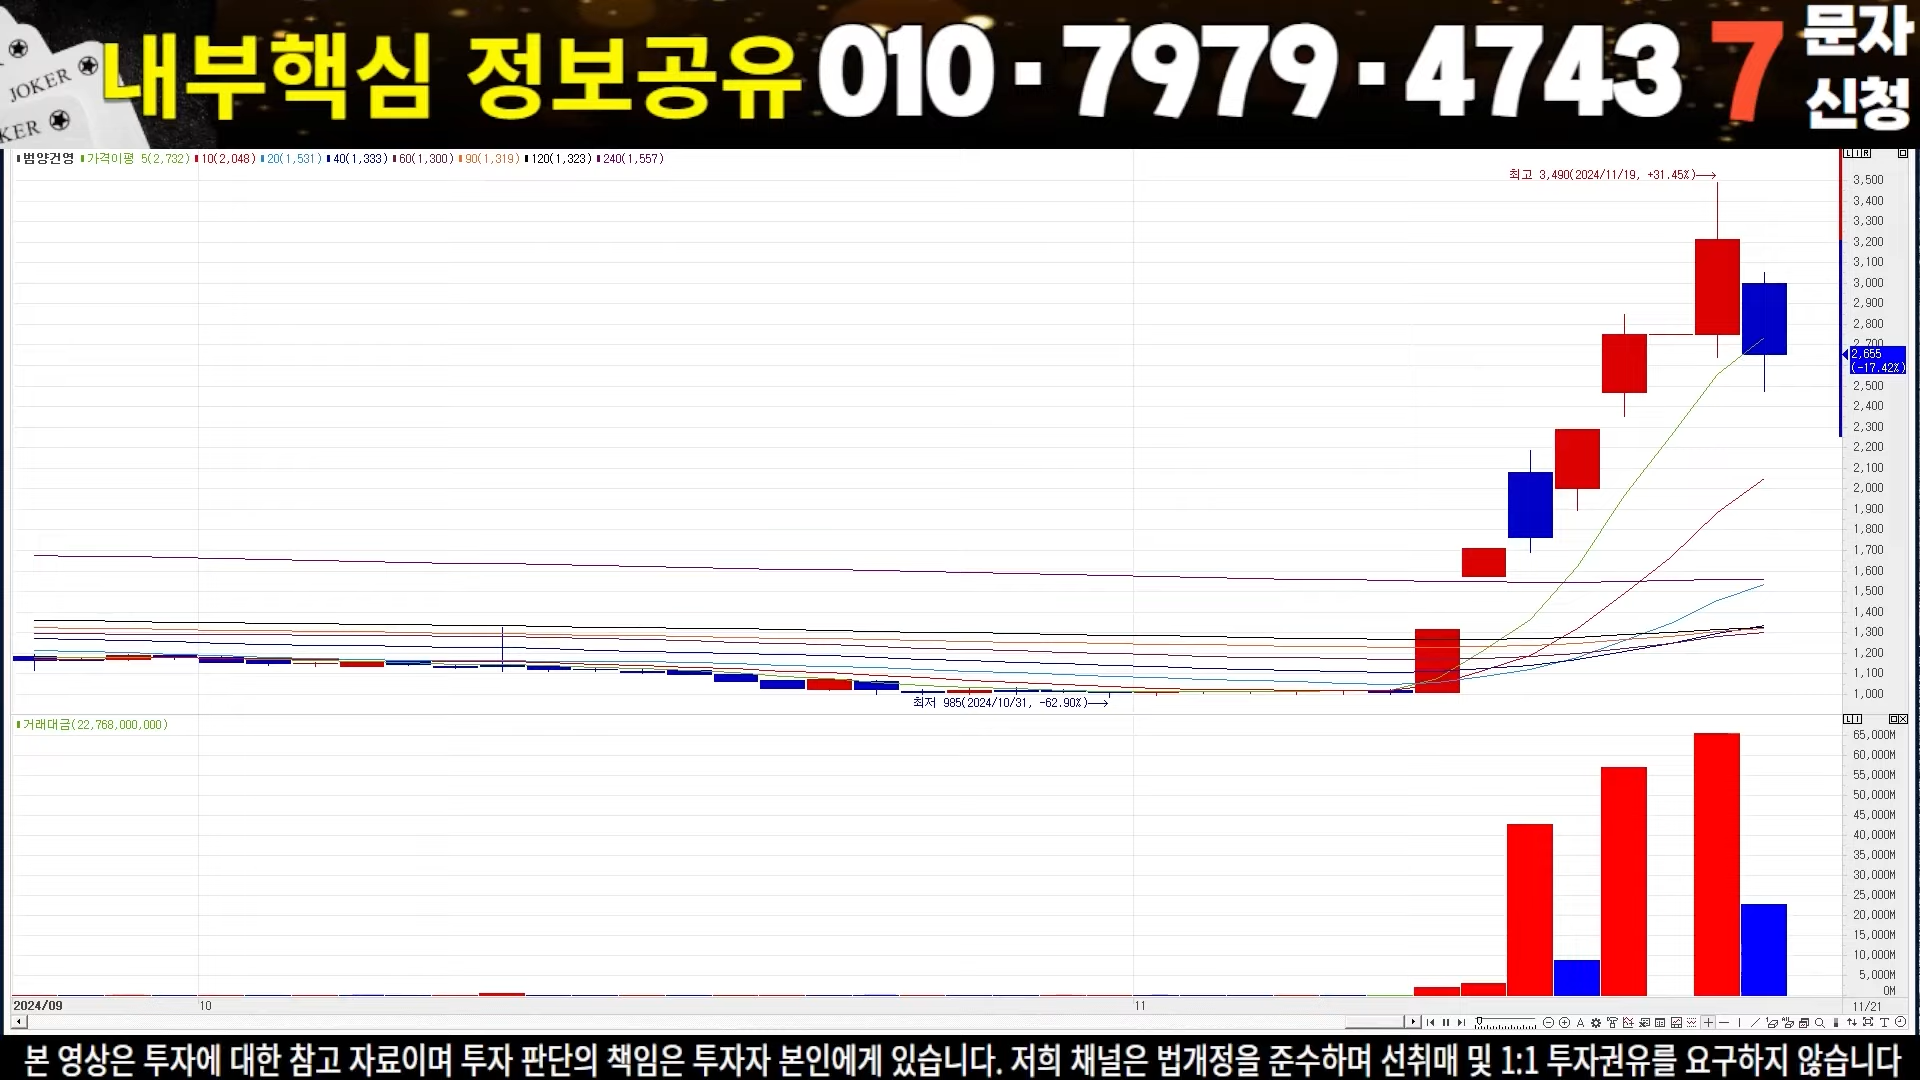 JOKER
KER
내부핵심 정보공유 010·7979·4743 7 문자
신청
범양건영 가격이평 5(2,732) 10(2,048) 20(1,531) 40(1,333) 60(1,300) 90(1,319) 120(1,323) 240(1,557)
최고 3,490(2024/11/19, +31.45%)
3,500
3,400
3,300
3,200
3,100
3,000
2,900
2,800
2,700
2,655
(-17.42%)
2,500
2,400
2,300
2,200
2,100
2,000
1,900
1,800
1,700
1,600
1,500
1,400
1,300
1,200
1,100
1,000
최저 985(2024/10/31, -62.90%)
거래대금(22,768,000,000)
65,000M
60,000M
55,000M
50,000M
45,000M
40,000M
35,000M
30,000M
25,000M
20,000M
15,000M
10,000M
5,000M
0M
2024/09 10 11 11/21
본 영상은 투자에 대한 참고 자료이며 투자 판단의 책임은 투자자 본인에게 있습니다. 저희 채널은 법개정을 준수하며 선취매 및 1:1 투자권유를 요구하지 않습니다